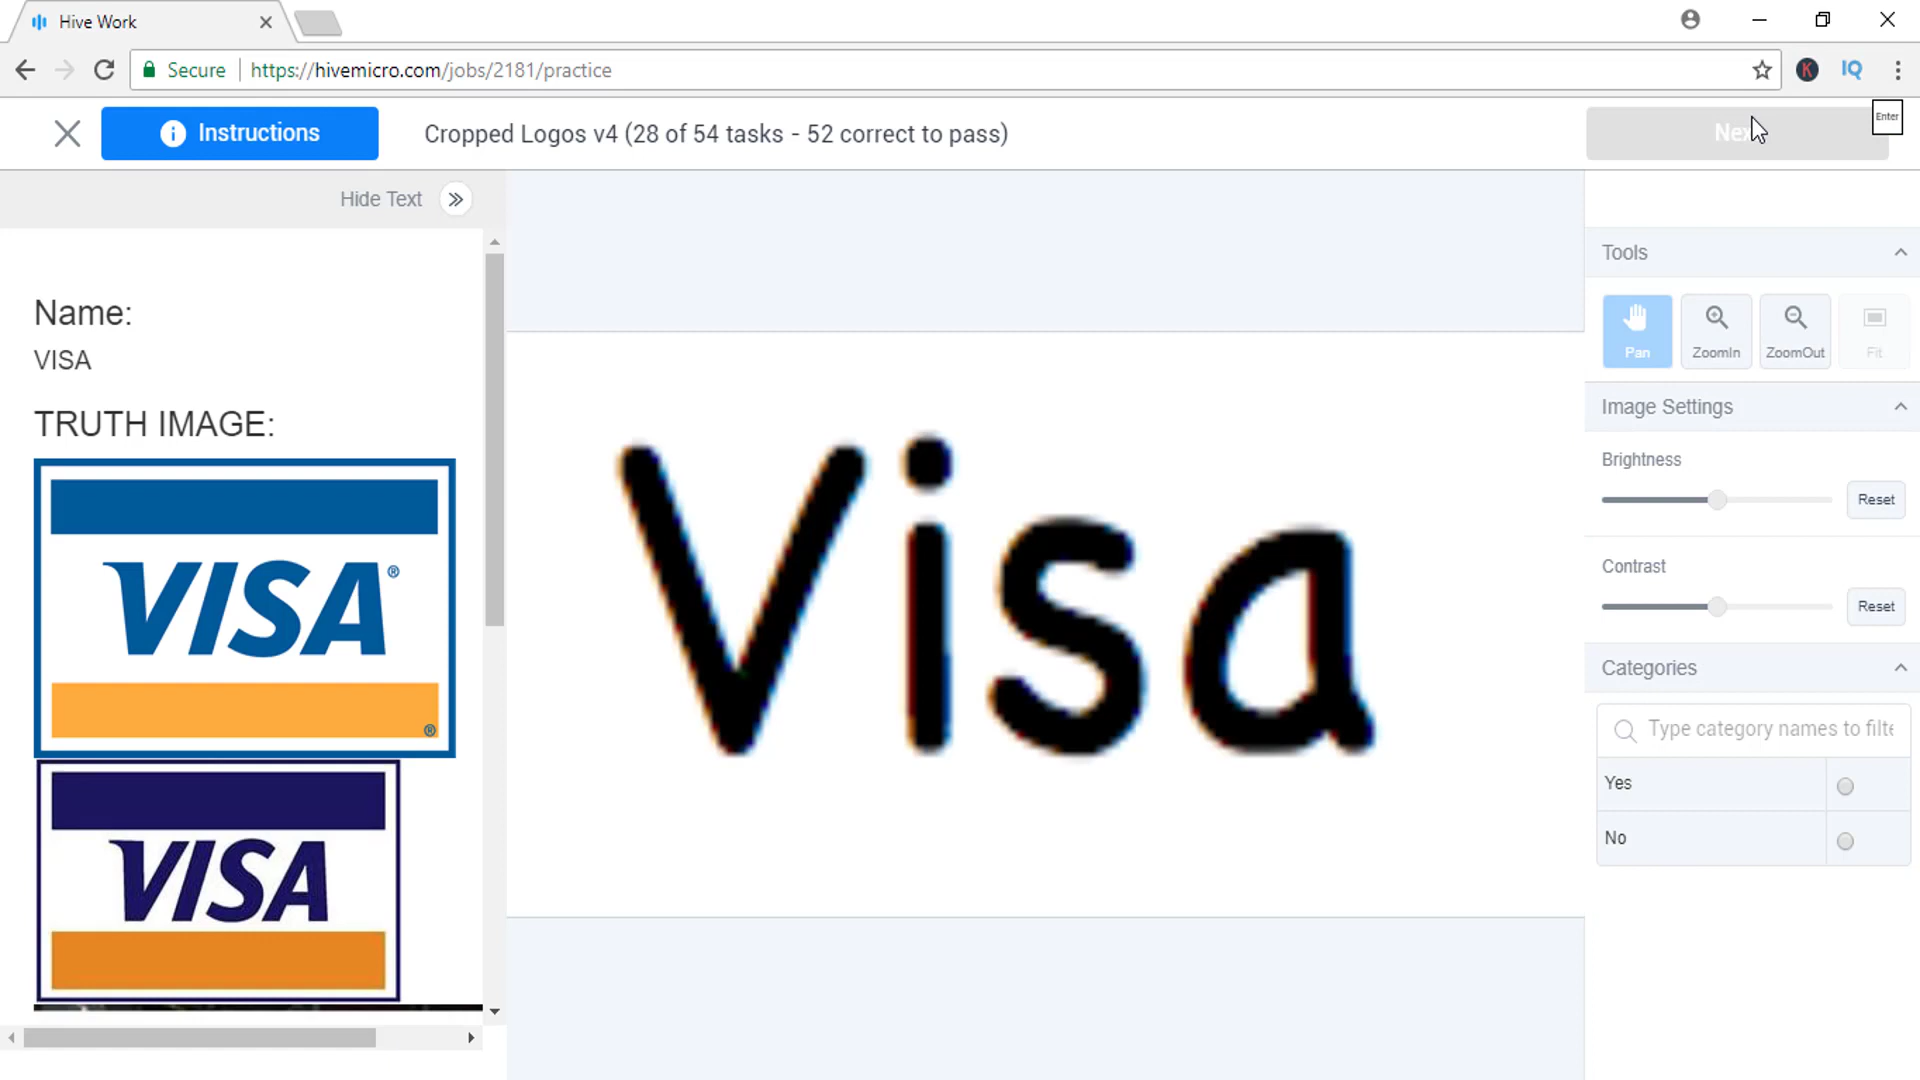 Hive Work
Secure
https://hivemicro.com/jobs/2181/practice
K
IQ
Instructions
Cropped Logos v4 (28 of 54 tasks - 52 correct to pass)
Enter
Hide Text
Name:
VISA
TRUTH IMAGE:
VISA®
®
VISA
Visa
Tools
Pan
ZoomIn
ZoomOut
Fit
Image Settings
Brightness
Reset
Contrast
Reset
Categories
Type category names to filte
Yes
No